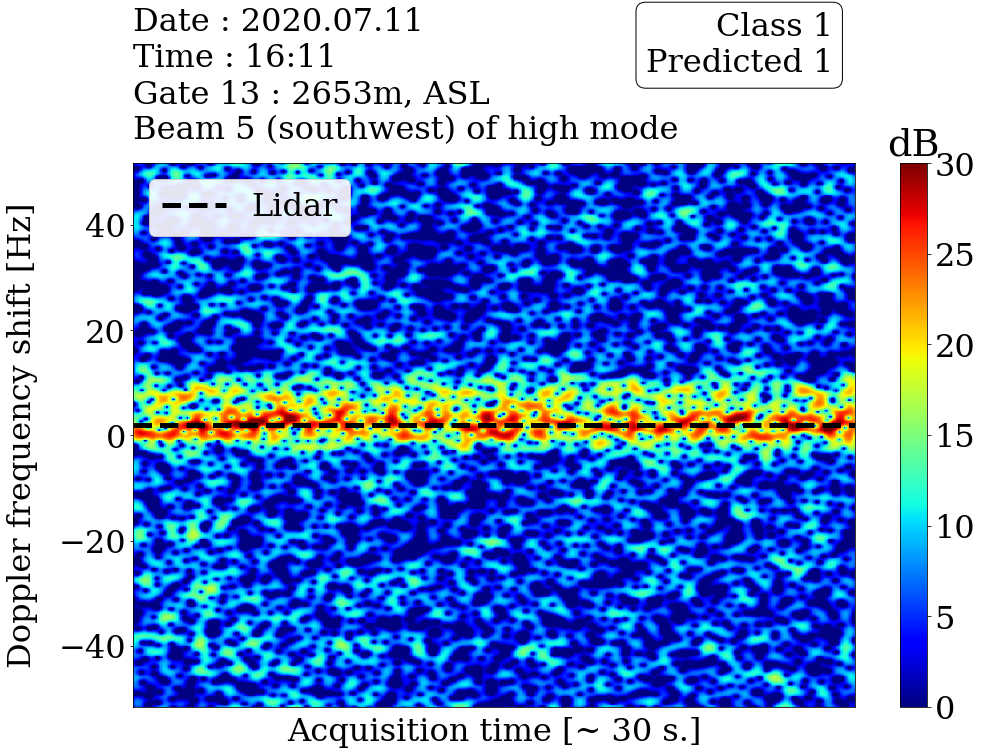 Date : 2020.07.11
Time : 16:11
Gate 13 : 2653m, ASL
Beam 5 (southwest) of high mode
Class 1
Predicted 1
dB
Lidar
Doppler frequency shift [Hz]
40
20
0
−20
−40
Acquisition time [~ 30 s.]
30
25
20
15
10
5
0